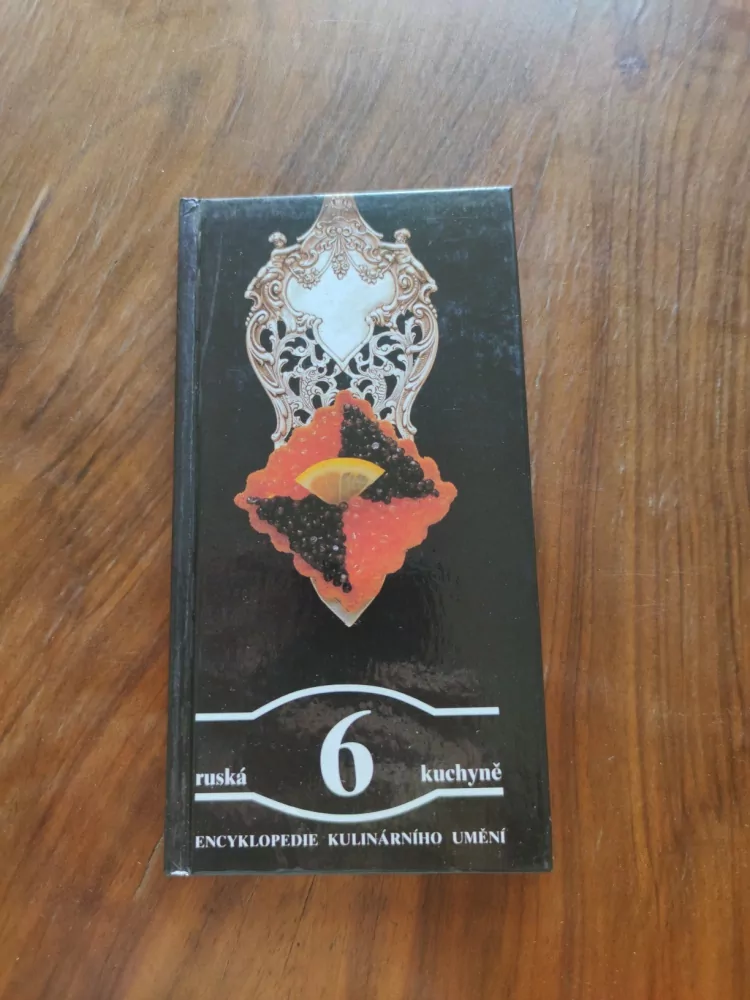 ruská 6 kuchyně
ENCYKLOPEDIE KULINÁRNÍHO UMĚNÍ